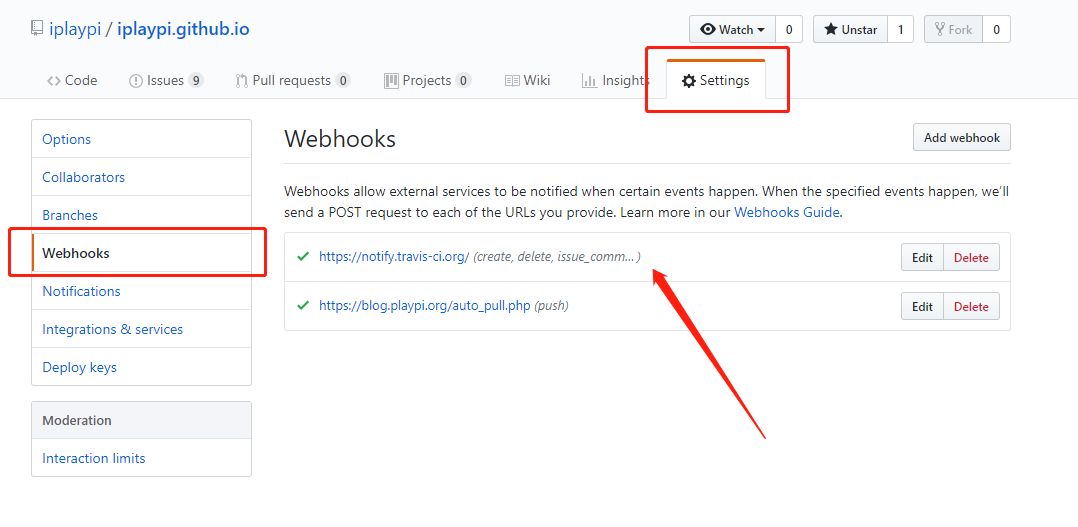 iplaypi / iplaypi.github.io
Watch 0 Unstar 1 Fork 0
Code Issues 9 Pull requests 0 Projects 0 Wiki Insights Settings
Options
Collaborators
Branches
Webhooks
Notifications
Integrations & services
Deploy keys
Moderation
Interaction limits
Webhooks
Add webhook
Webhooks allow external services to be notified when certain events happen. When the specified events happen, we'll
send a POST request to each of the URLs you provide. Learn more in our Webhooks Guide.
https://notify.travis-ci.org/ (create, delete, issue_comm... ) Edit Delete
https://blog.playpi.org/auto_pull.php (push) Edit Delete